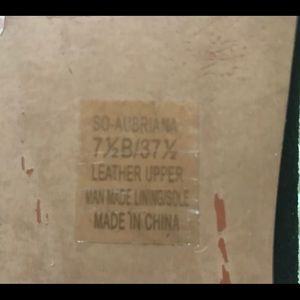 SO-AUBRIANA
7½B/37½
LEATHER UPPER
MAN MADE LINING/SOLE
MADE IN CHINA